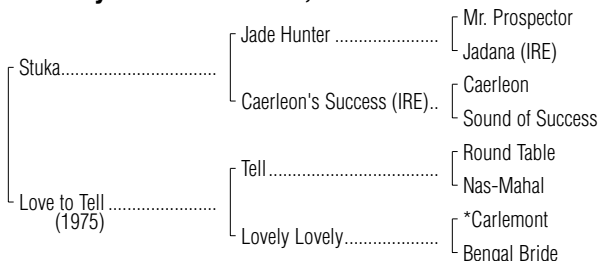 Mr. Prospector
Jade Hunter ......................
Jadana (IRE)
Stuka.................................
Caerleon
Caerleon's Success (IRE)..
Sound of Success
Round Table
Tell....................................
Nas-Mahal
Love to Tell .......................
(1975)
*Carlemont
Lovely Lovely....................
Bengal Bride